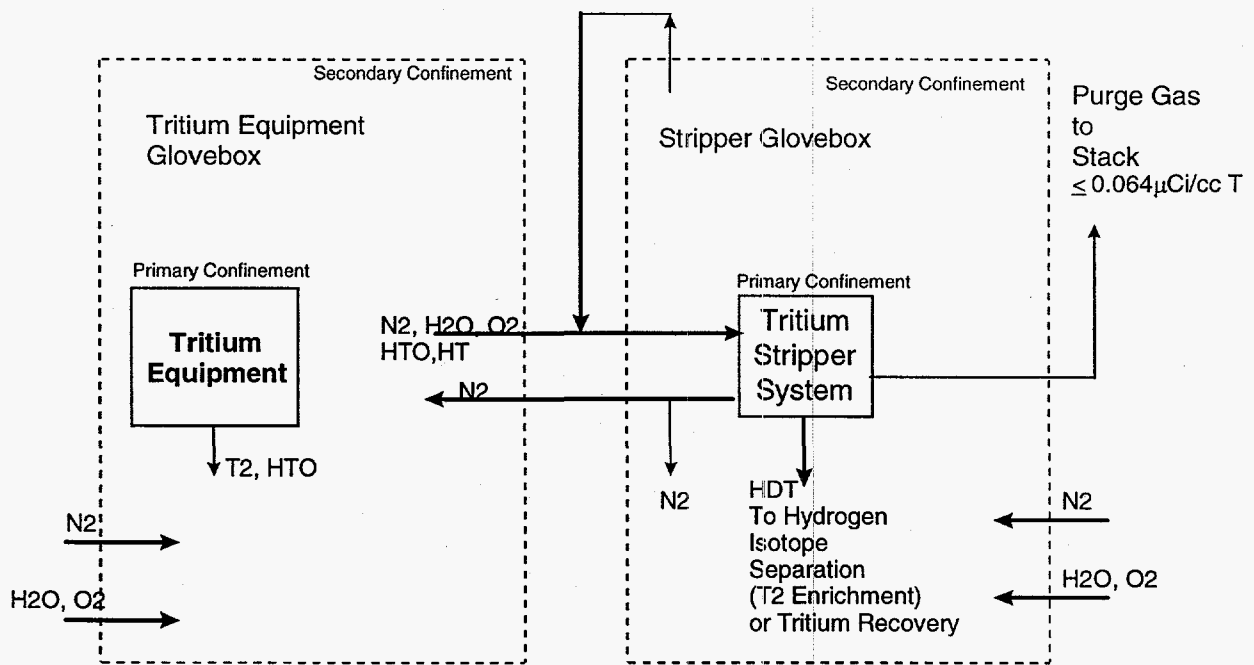 Secondary Confinement
Tritium Equipment
Glovebox
Primary Confinement
Tritium
Equipment
T2, HTO
N2
H2O, O2
N2, H2O, O2
HTO,HT
N2
Secondary Confinement
Stripper Glovebox
Primary Confinement
Tritium
Stripper
System
N2
HDT
To Hydrogen
Isotope
Separation
(T2 Enrichment)
or Tritium Recovery
Purge Gas
to
Stack
≤ 0.064μCi/cc T
N2
H2O, O2